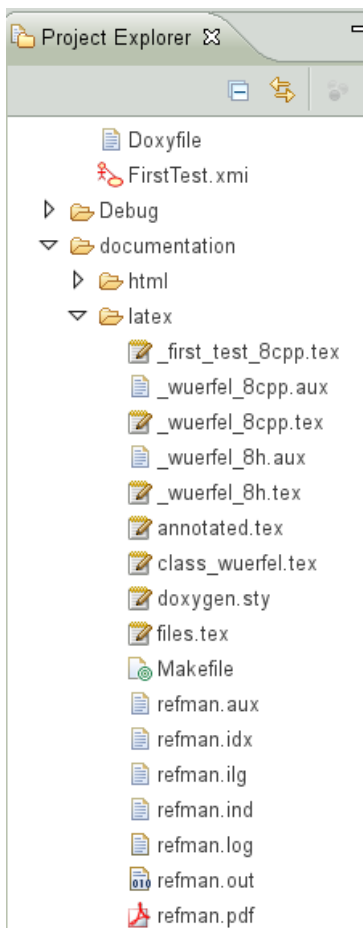 Project Explorer
Doxyfile
FirstTest.xmi
Debug
documentation
html
latex
_first_test_8cpp.tex
_wuerfel_8cpp.aux
_wuerfel_8cpp.tex
_wuerfel_8h.aux
_wuerfel_8h.tex
annotated.tex
class_wuerfel.tex
doxygen.sty
files.tex
Makefile
refman.aux
refman.idx
refman.ilg
refman.ind
refman.log
010 refman.out
refman.pdf